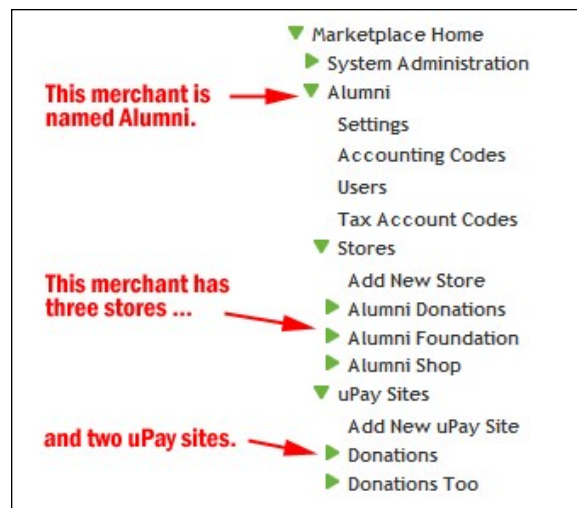 Marketplace Home
System Administration
This merchant is
named Alumni.
Alumni
Settings
Accounting Codes
Users
Tax Account Codes
Stores
Add New Store
This merchant has
three stores ...
Alumni Donations
Alumni Foundation
Alumni Shop
uPay Sites
Add New uPay Site
and two uPay sites.
Donations
Donations Too